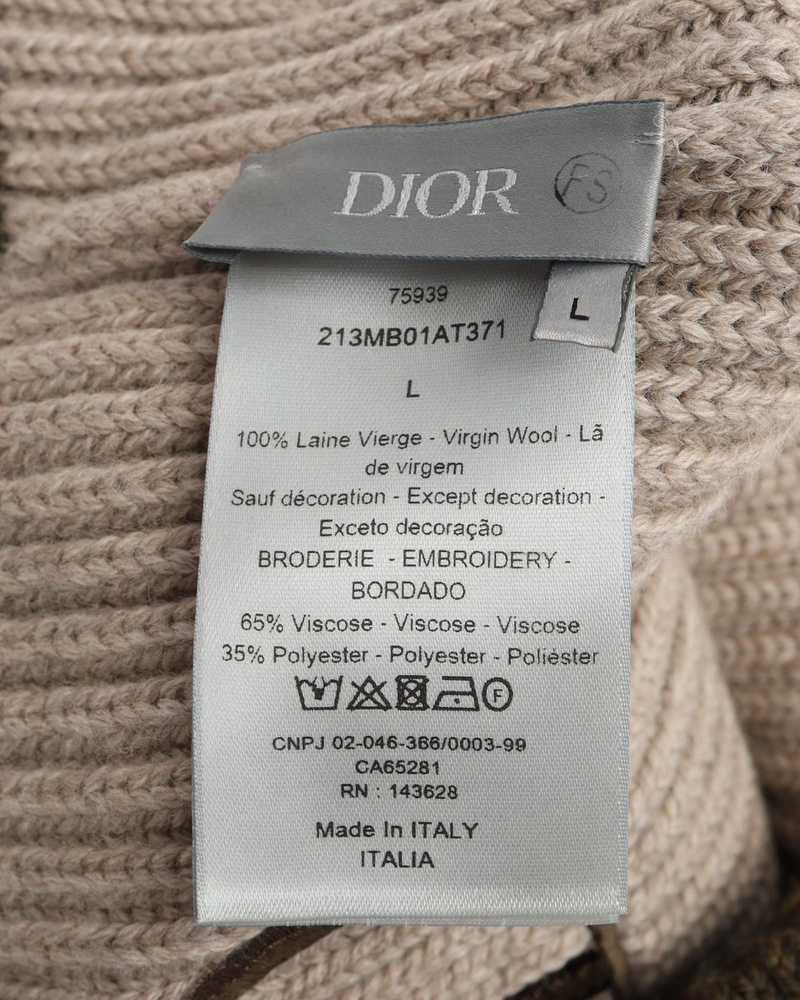 DIOR FS
75939
213MB01AT371
L
L
100% Laine Vierge - Virgin Wool - Lã
de virgem
Sauf décoration - Except decoration -
Exceto decoração
BRODERIE - EMBROIDERY -
BORDADO
65% Viscose - Viscose - Viscose
35% Polyester - Polyester - Poliéster
F
CNPJ 02-046-366/0003-99
CA65281
RN : 143628
Made In ITALY
ITALIA